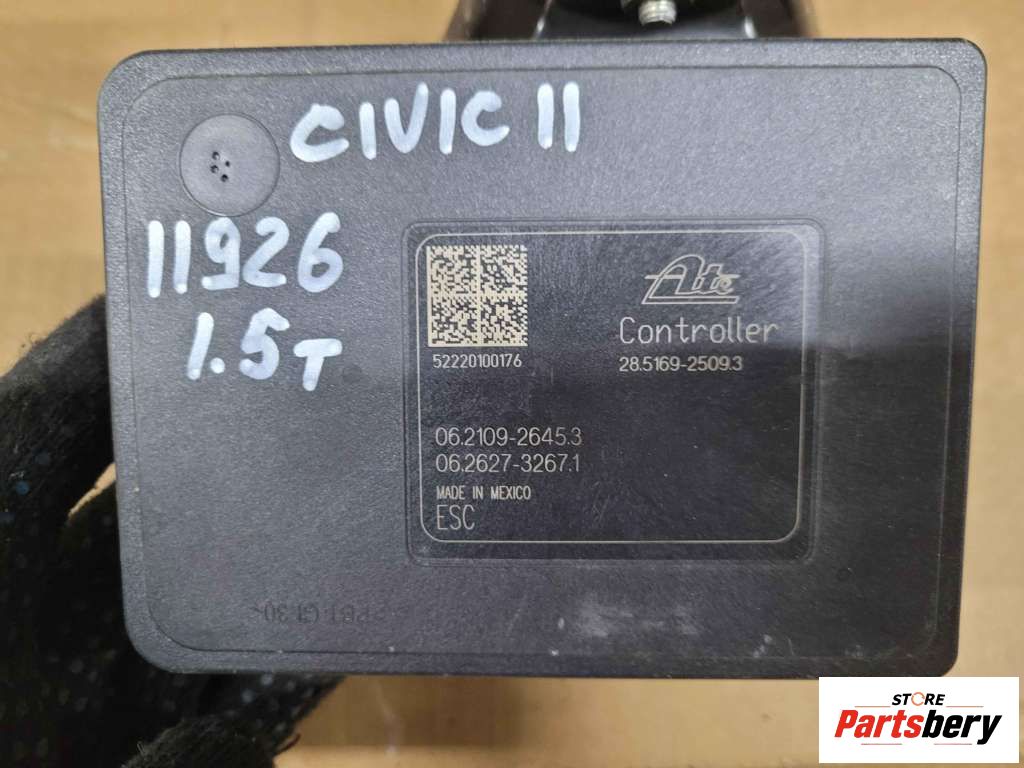 CIVIC 11
11926
1.5T
Ate
Controller
52220100176
28.5169-2509.3
06.2109-2645.3
06.2627-3267.1
MADE IN MEXICO
ESC
STORE
Partsbery